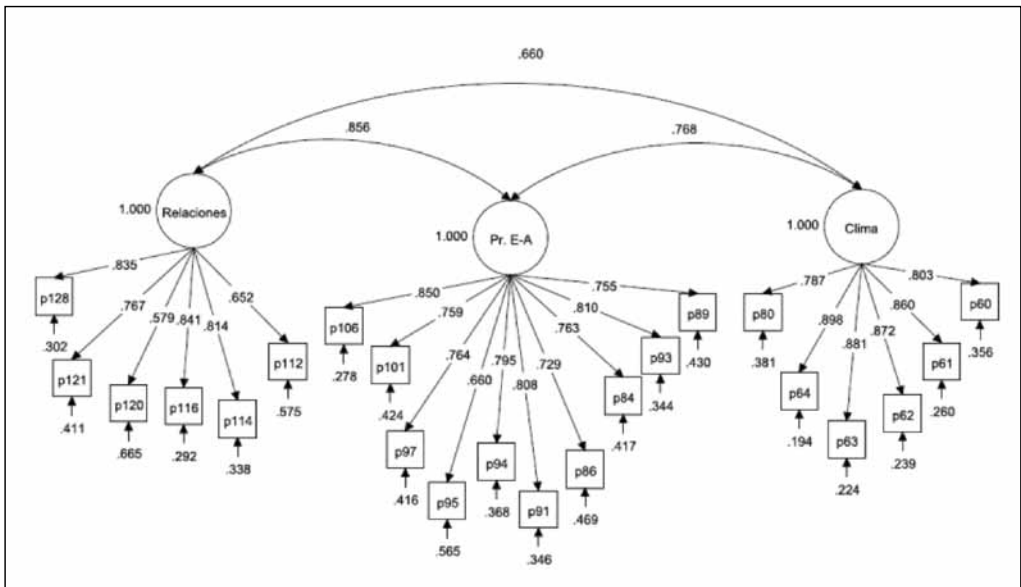 .660
.856
.768
1.000
Relaciones
1.000
Pr. E-A
1.000
Clima
.835
.767
.579
.841
.814
.652
.850
.759
.764
.660
.795
.808
.729
.763
.810
.755
.787
.898
.881
.872
.860
.803
p128
.302
p121
.411
p120
.665
p116
.292
p114
.338
p112
.575
p106
.278
p101
.424
p97
.416
p95
.565
p94
.368
p91
.346
p86
.469
p84
.417
p93
.344
p89
.430
p80
.381
p64
.194
p63
.224
p62
.239
p61
.260
p60
.356